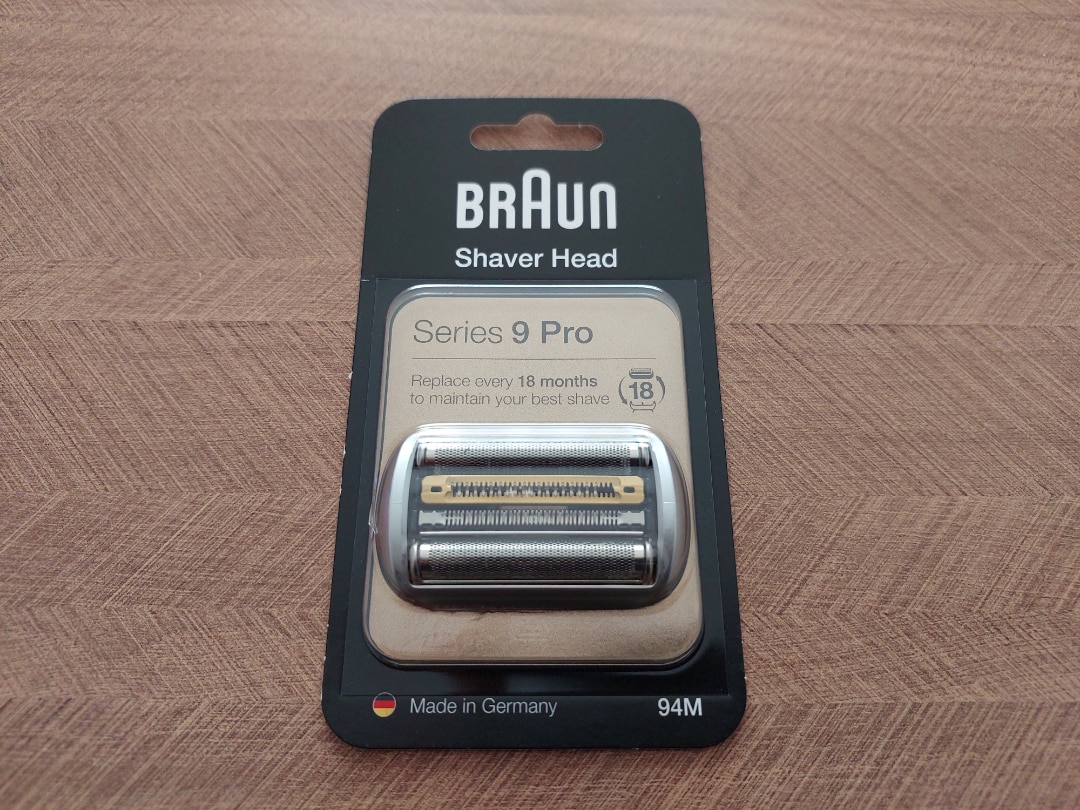 BRAUN
Shaver Head
Series 9 Pro
Replace every 18 months
to maintain your best shave
18
Made in Germany
94M